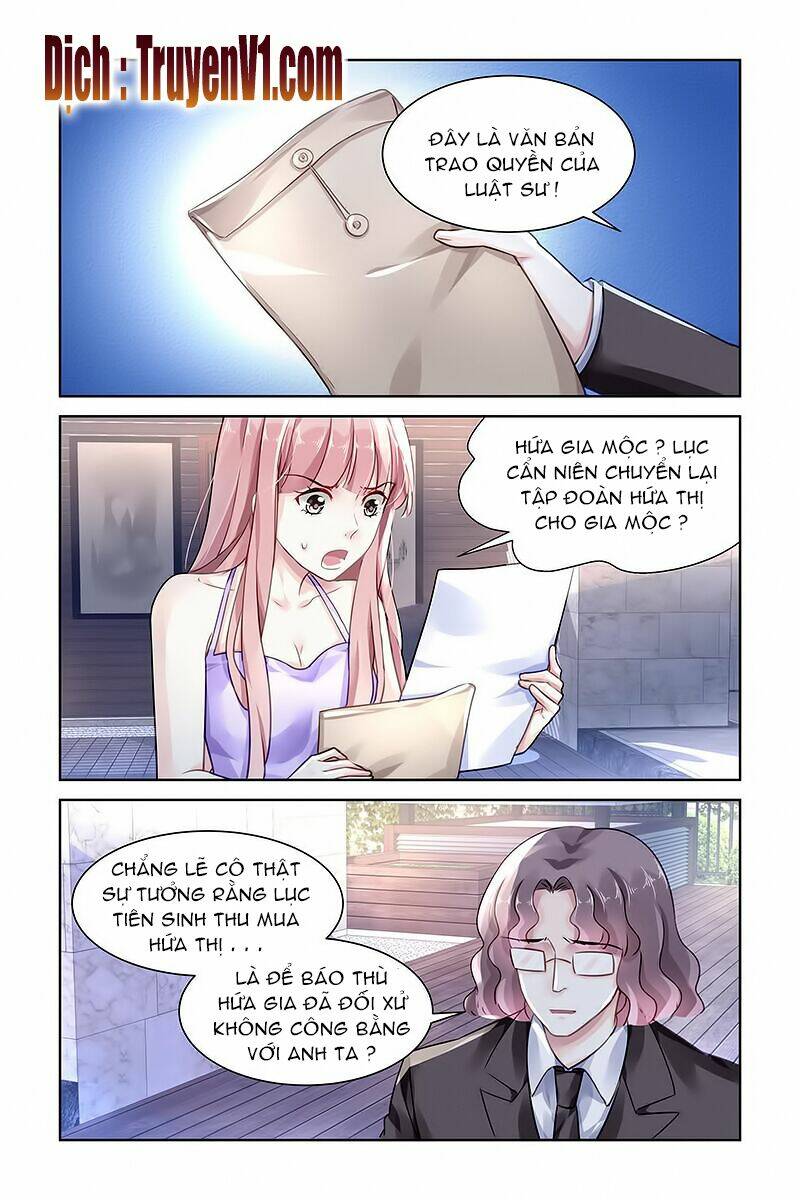 Dịch : TruyenV1.com
ĐÂY LÀ VĂN BẢN
TRAO QUYỀN CỦA
LUẬT SƯ!
HỨA GIA MỘC ? LỤC
CẨN NIÊN CHUYỂN LẠI
TẬP ĐOÀN HỨA THỊ
CHO GIA MỘC ?
CHẲNG LẼ CÔ THẬT
SỰ TƯỞNG RẰNG LỤC
TIÊN SINH THU MUA
HỨA THỊ . . .
LÀ ĐỂ BÁO THÙ
HỨA GIA ĐÃ ĐỐI XỬ
KHÔNG CÔNG BẰNG
VỚI ANH TA ?